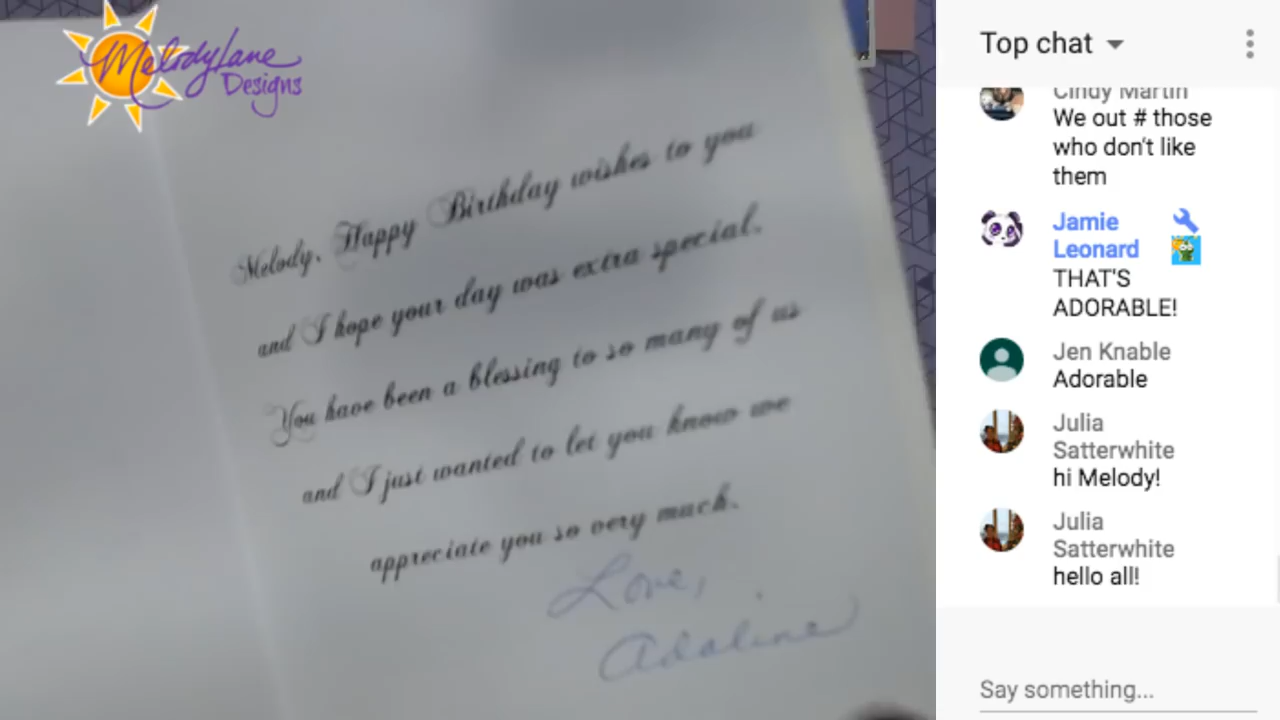 MelodyLane
Designs
Melody, Happy Birthday wishes to you
and I hope your day was extra special.
You have been a blessing to so many of us
and I just wanted to let you know we
appreciate you so very much.
Love,
Adaline
Top chat
Cindy Martin
We out # those
who don't like
them
Jamie
Leonard
THAT'S
ADORABLE!
Jen Knable
Adorable
Julia
Satterwhite
hi Melody!
Julia
Satterwhite
hello all!
Say something...